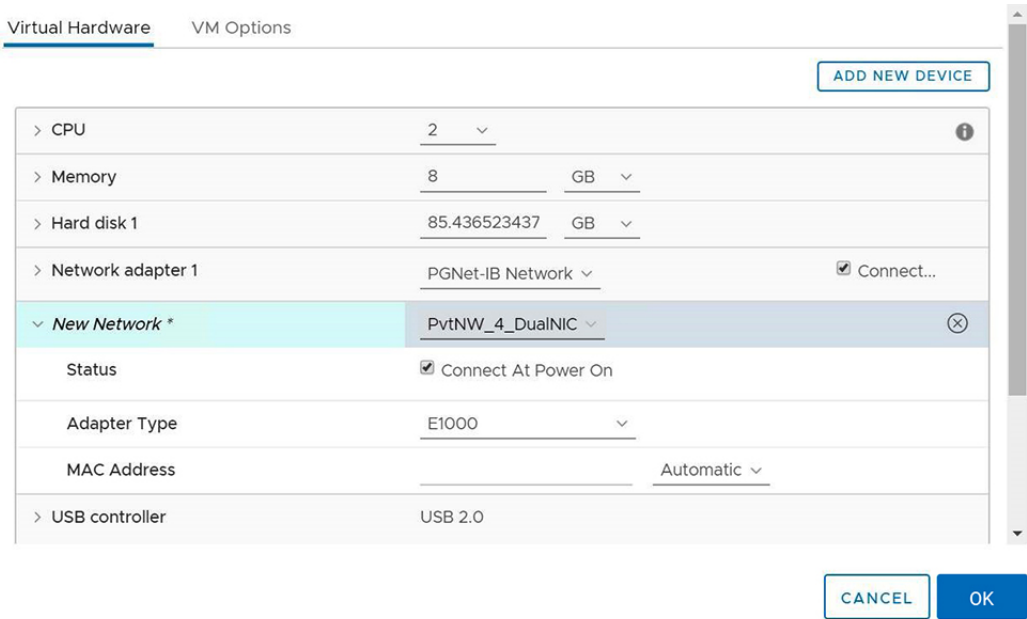 Virtual Hardware VM Options
ADD NEW DEVICE
CPU 2
Memory 8 GB
Hard disk 1 85.436523437 GB
Network adapter 1 PGNet-IB Network Connect...
New Network * PvtNW_4_DualNIC
Status Connect At Power On
Adapter Type E1000
MAC Address Automatic
USB controller USB 2.0
CANCEL OK